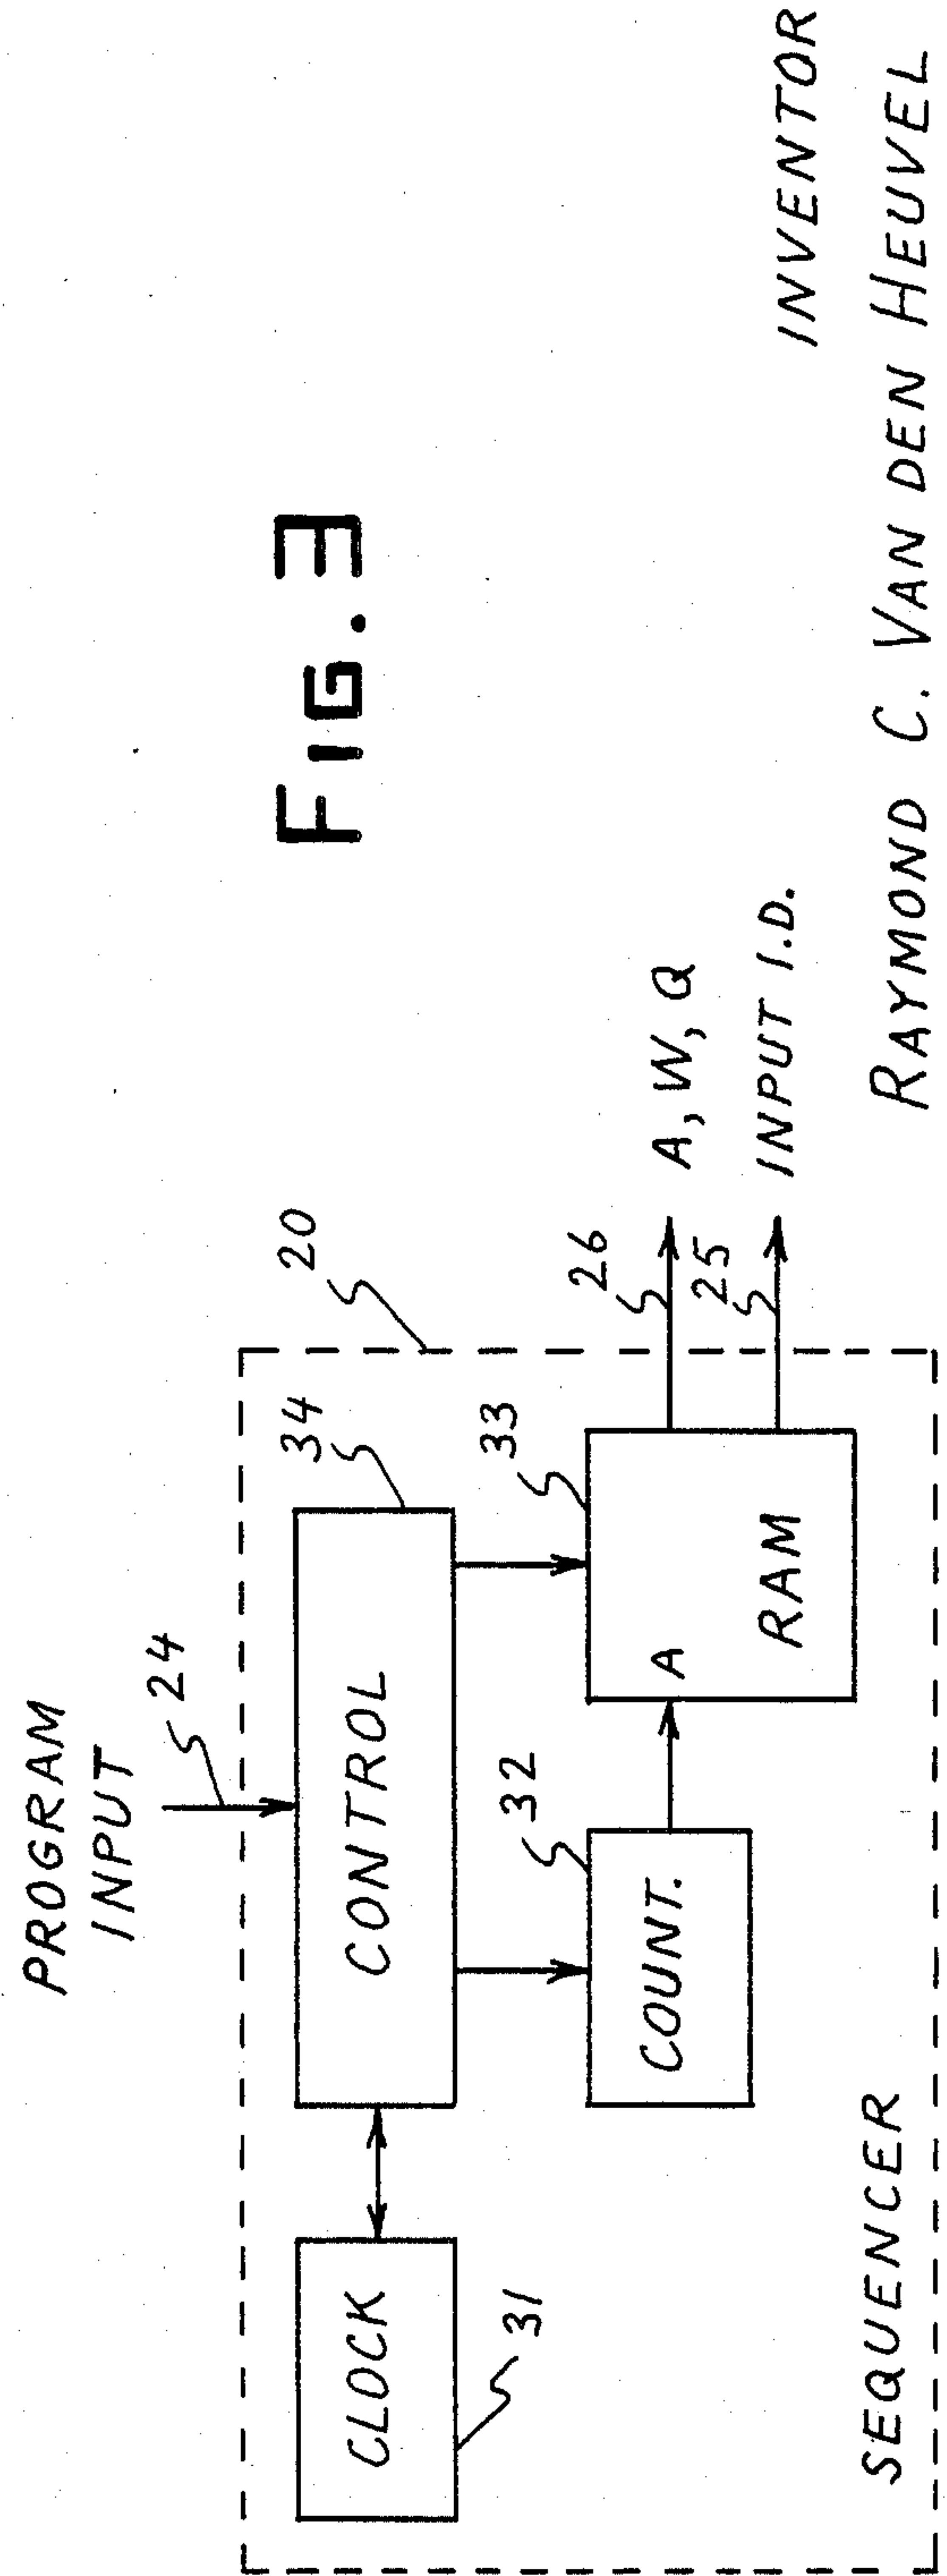 PROGRAM
INPUT
24
20
34
CLOCK
CONTROL
31
32
33
26
A, W, Q
25
INPUT I.D.
COUNT.
A
RAM
SEQUENCER
FIG. 3
INVENTOR
RAYMOND C. VAN DEN HEUVEL